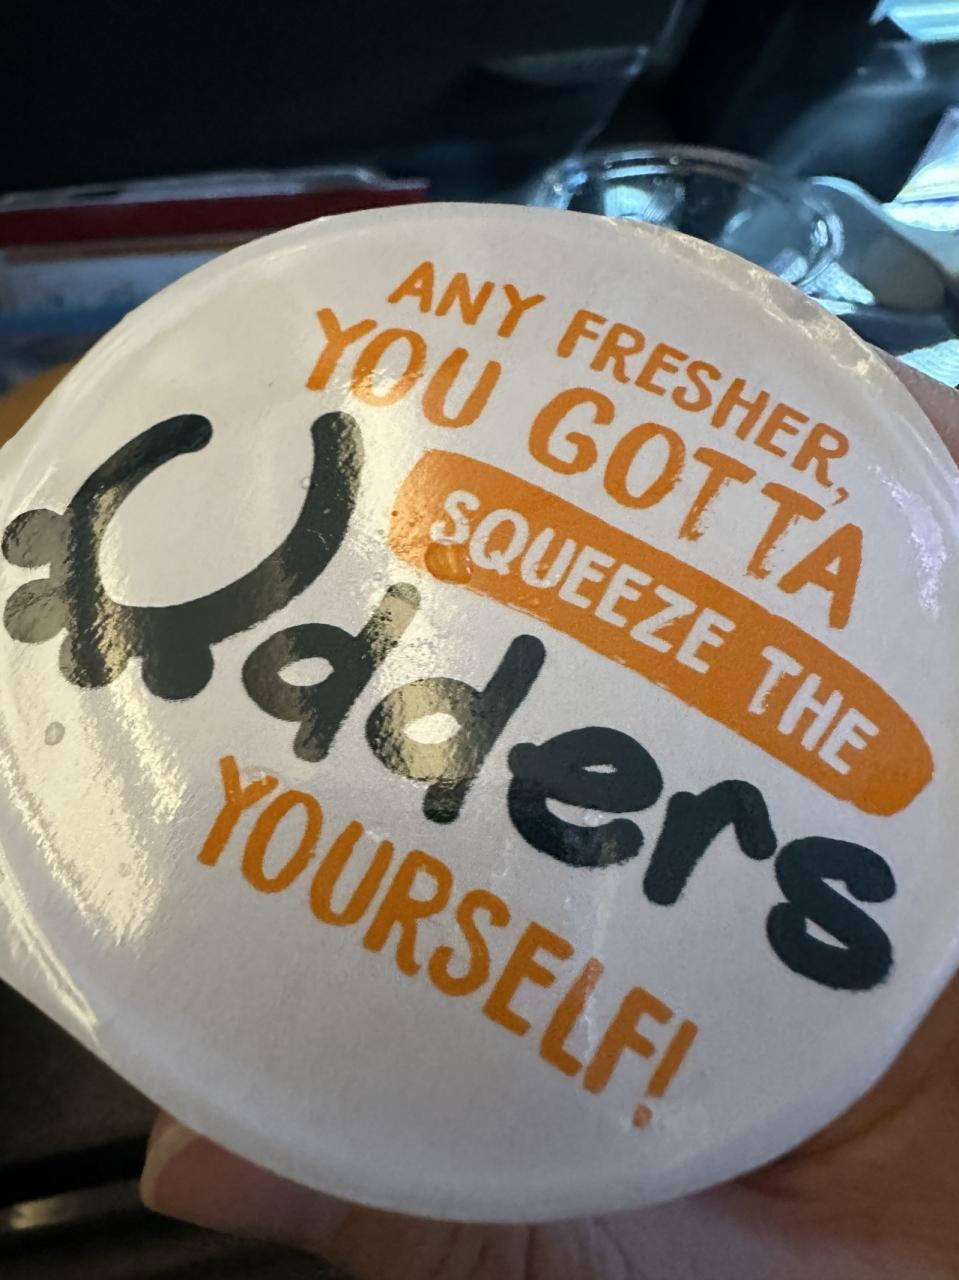 ANY FRESHER,
YOU GOTTA
SQUEEZE THE
Udders
YOURSELF!